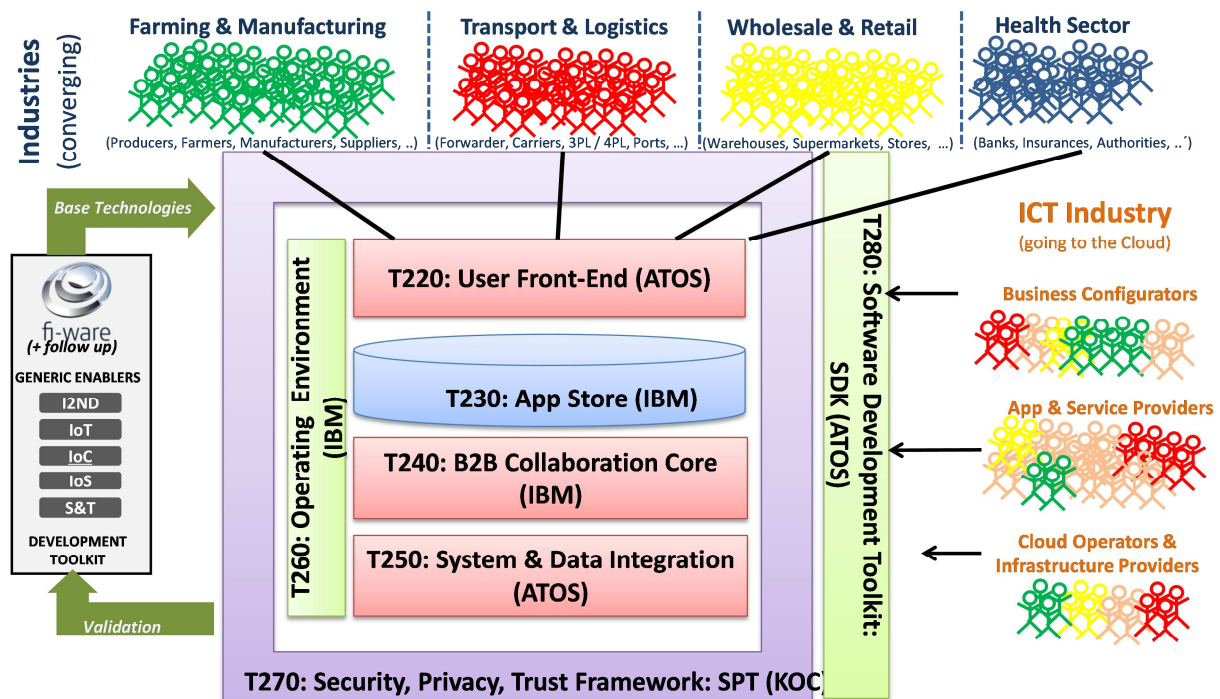 Industries
(converging)
Farming & Manufacturing
Transport & Logistics
Wholesale & Retail
Health Sector
(Producers, Farmers, Manufacturers, Suppliers, ..)
(Forwarder, Carriers, 3PL / 4PL, Ports, ...)
(Warehouses, Supermarkets, Stores, ...)
(Banks, Insurances, Authorities, ..´)
Base Technologies
fi-ware
(+ follow up)
GENERIC ENABLERS
I2ND
IoT
IoC
IoS
S&T
DEVELOPMENT
TOOLKIT
Validation
T260: Operating Environment
(IBM)
T220: User Front-End (ATOS)
T230: App Store (IBM)
T240: B2B Collaboration Core
(IBM)
T250: System & Data Integration
(ATOS)
T270: Security, Privacy, Trust Framework: SPT (KOC)
T280: Software Development Toolkit:
SDK (ATOS)
ICT Industry
(going to the Cloud)
Business Configurators
App & Service Providers
Cloud Operators &
Infrastructure Providers